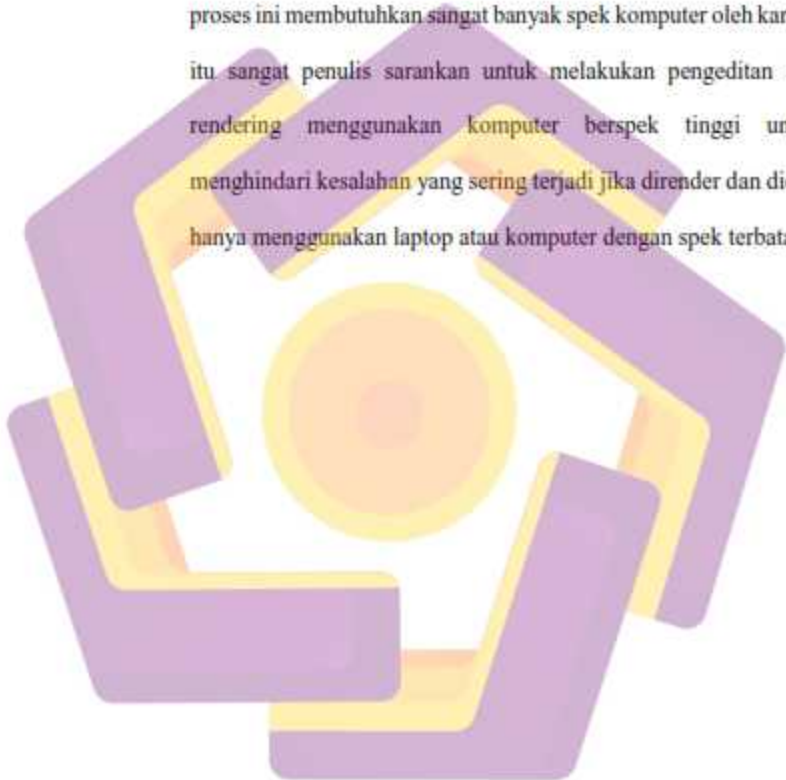 proses ini membutuhkan sangat banyak spek komputer oleh kar
itu sangat penulis sarankan untuk melakukan pengeditan
rendering menggunakan komputer berspek tinggi un
menghindari kesalahan yang sering terjadi jika dirender dan di
hanya menggunakan laptop atau komputer dengan spek terbata